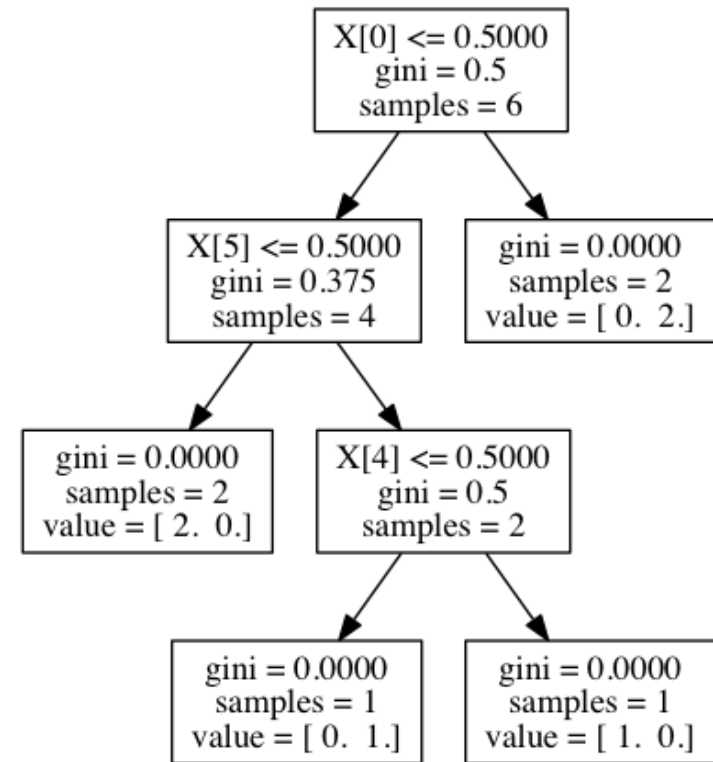 X[0] <= 0.5000
gini = 0.5
samples = 6
X[5] <= 0.5000
gini = 0.375
samples = 4
gini = 0.0000
samples = 2
value = [ 0.  2.]
gini = 0.0000
samples = 2
value = [ 2.  0.]
X[4] <= 0.5000
gini = 0.5
samples = 2
gini = 0.0000
samples = 1
value = [ 0.  1.]
gini = 0.0000
samples = 1
value = [ 1.  0.]